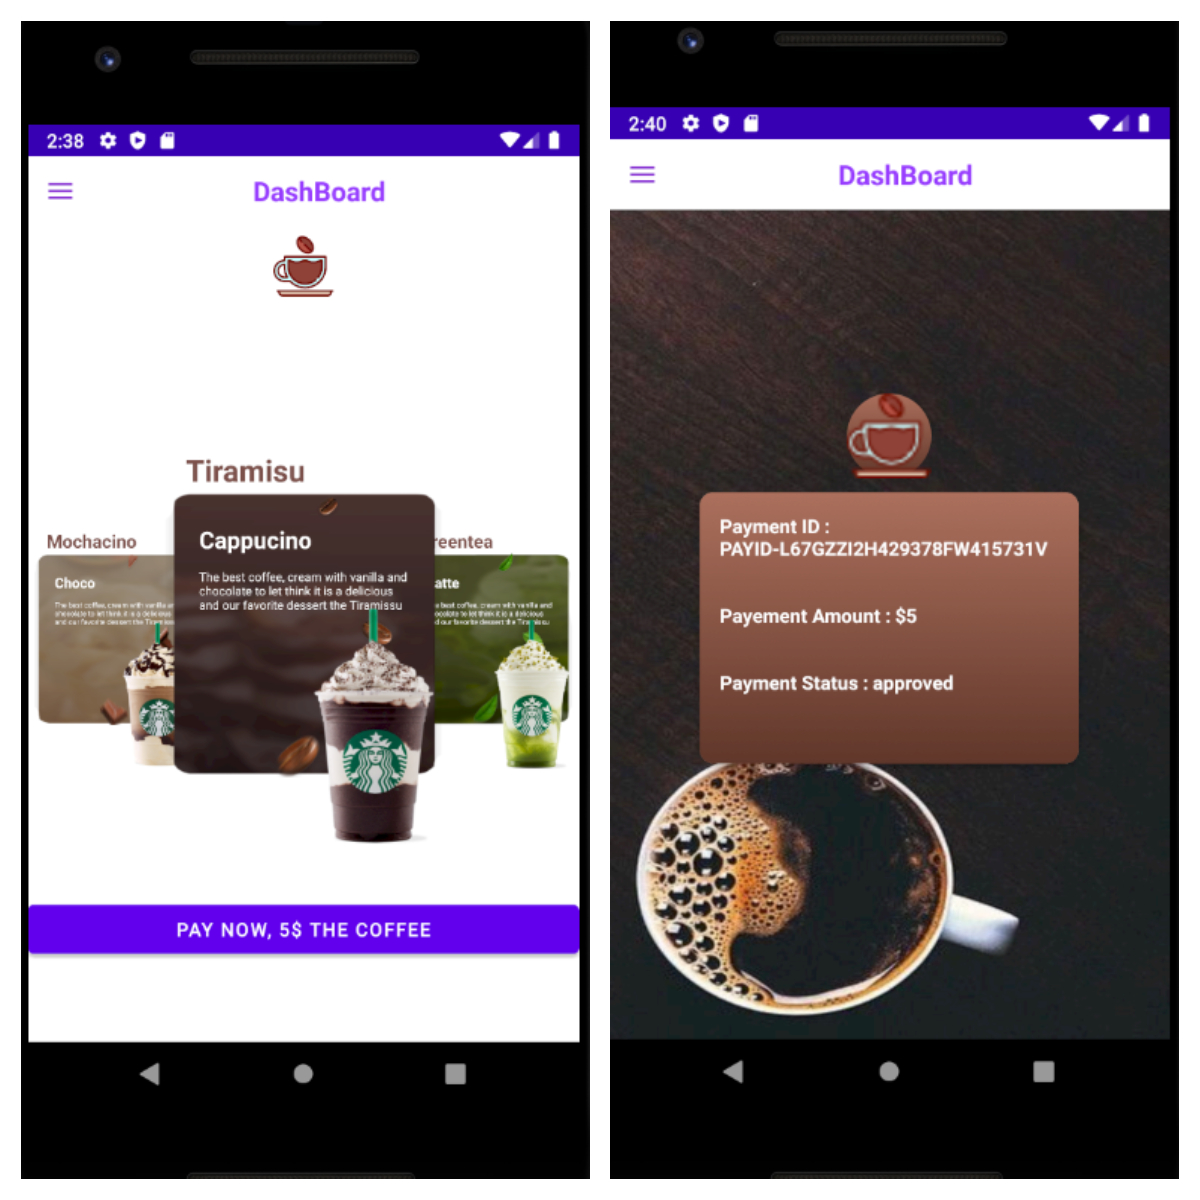 2:38
DashBoard
Tiramisu
Mochacino
reentea
Choco
The best coffee, cream with vanilla an
chocolate to let think it is a delicious
and our favorite dessert the
Cappucino
The best coffee, cream with vanilla and
chocolate to let think it is a delicious
and our favorite dessert the Tiramissu
atte
best coffee, cream with vanilla and
ocolate to let think it is a delicious
d our favorite dessert the
PAY NOW, 5$ THE COFFEE
2:40
DashBoard
Payment ID :
PAYID-L67GZZI2H429378FW415731V
Payement Amount : $5
Payment Status : approved